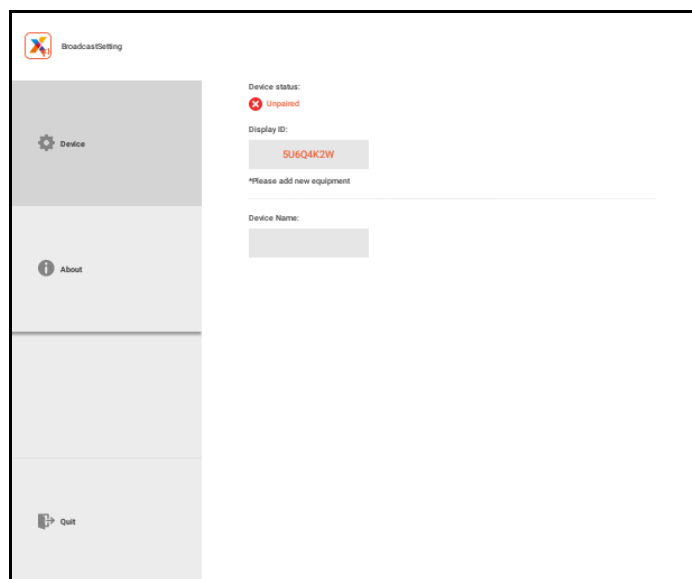 BroadcastSetting
Device
About
Quit
Device status:
Unpaired
Display ID:
5U6Q4K2W
*Please add new equipment
Device Name: